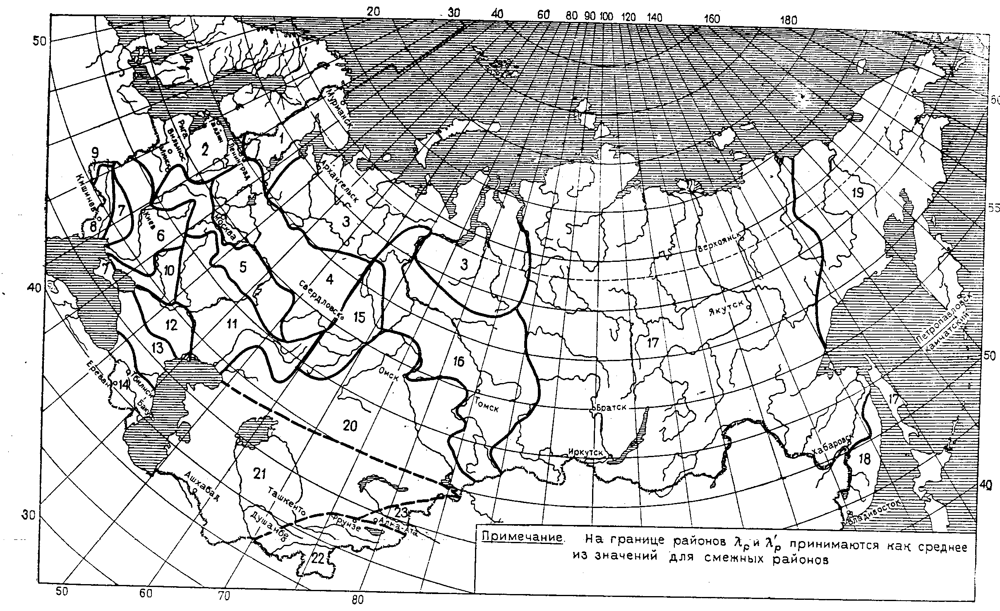 20 30 40 60 80 90 100 120 140 160 180
50
60
Мурманск
Рига
Таллин
Вильнюс
1
2
Минск
Ленинград
9
Архангельск
Кишинев
19
55
7
3
Киев
8
Москва
6
Верхоянск
7
10
5
3
40
4
Свердловск
Якутск
Петропавловск
Камчатский
12
11
15
13
17
50
16
Ереван
14
Тбилиси
Омск
Баку
Томск
Братск
17
20
Хабаровск
Иркутск
18
21
Ашхабад
40
Ташкент
30
Душанбе
Фрунзе
23
Алма-Ата
Владивосток
22
Примечание. На границе районов λр и λ'р принимаются как среднее
из значений для смежных районов
50 60 70 80